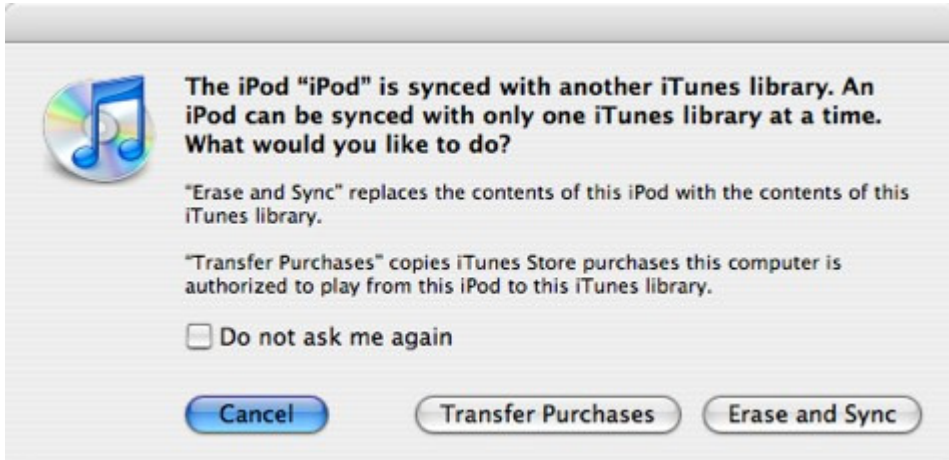 The iPod “iPod” is synced with another iTunes library. An
iPod can be synced with only one iTunes library at a time.
What would you like to do?
“Erase and Sync” replaces the contents of this iPod with the contents of this
iTunes library.
“Transfer Purchases” copies iTunes Store purchases this computer is
authorized to play from this iPod to this iTunes library.
Do not ask me again
Cancel Transfer Purchases Erase and Sync